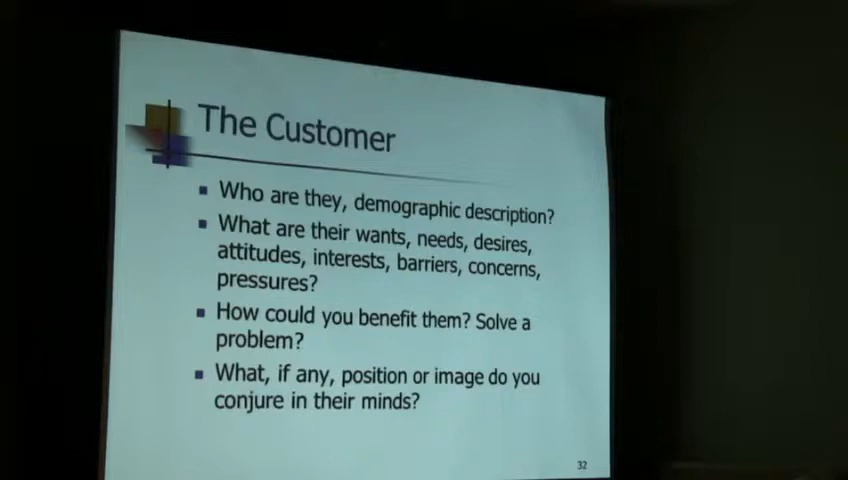 The Customer
Who are they, demographic description?
What are their wants, needs, desires,
attitudes, interests, barriers, concerns,
pressures?
How could you benefit them? Solve a
problem?
What, if any, position or image do you
conjure in their minds?
32